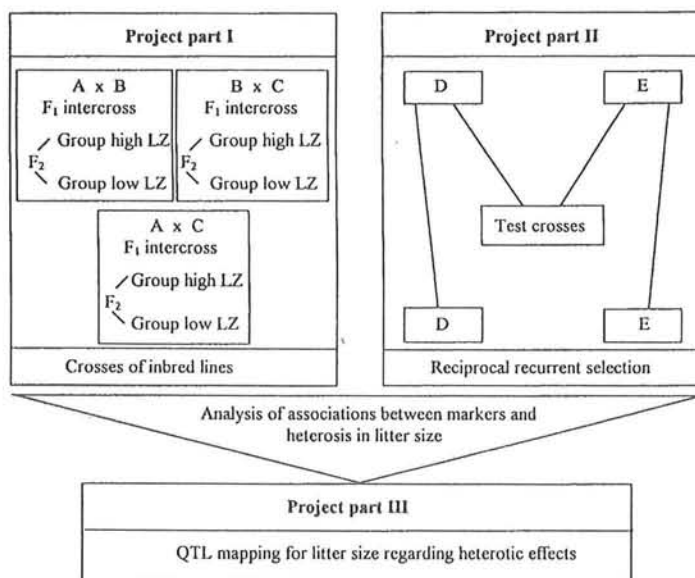 Project part I
A x B
F₁ intercross
Group high LZ
F₂
Group low LZ
B x C
F₁ intercross
Group high LZ
F₂
Group low LZ
A x C
F₁ intercross
Group high LZ
F₂
Group low LZ
Crosses of inbred lines
Project part II
D
E
Test crosses
D
E
Reciprocal recurrent selection
Analysis of associations between markers and
heterosis in litter size
Project part III
QTL mapping for litter size regarding heterotic effects